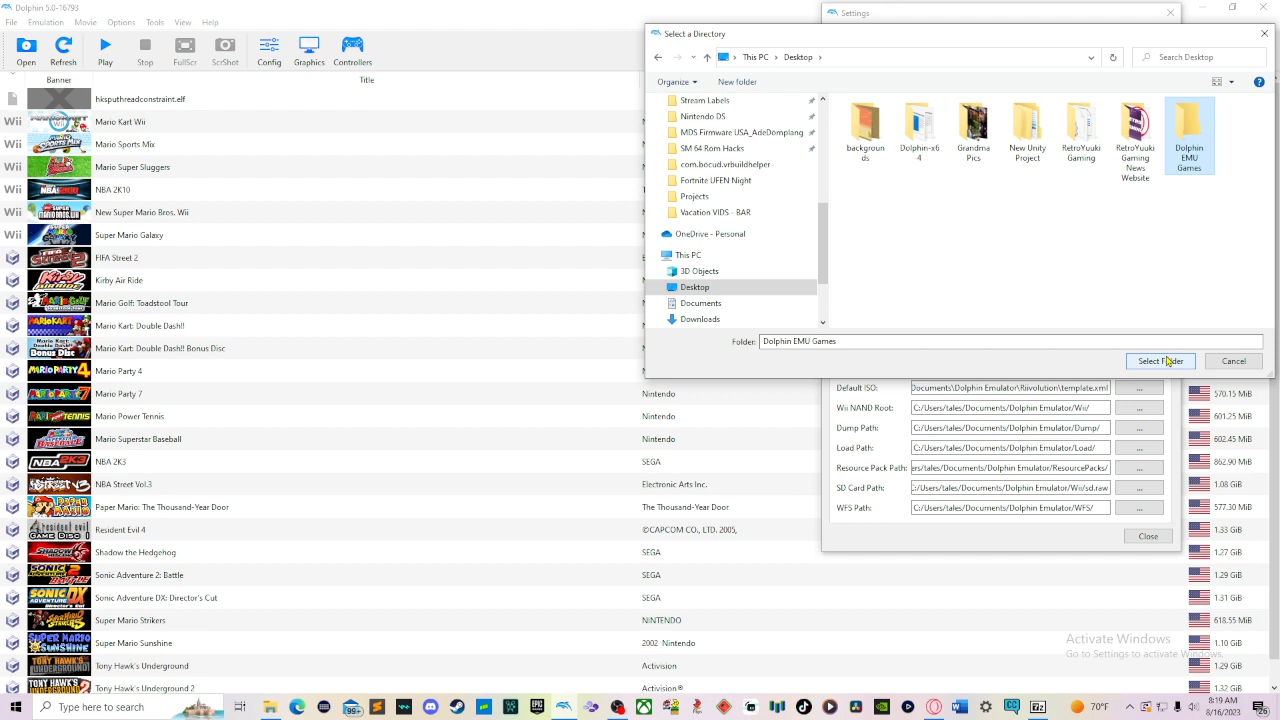 Dolphin 5.0-16793
File Emulation Movie Options Tools View Help
Open Refresh Play Stop FullScr ScrShot Config Graphics Controllers
Banner Title
hksputhreadconstraint.elf
Wii Mario Kart Wii
Wii Mario Sports Mix
Wii Mario Super Sluggers
Wii NBA 2K10
Wii New Super Mario Bros. Wii
Wii Super Mario Galaxy
FIFA Street 2
Kirby Air Ride
Mario Golf: Toadstool Tour
Mario Kart: Double Dash!!
Mario Kart: Double Dash!! Bonus Disc
Mario Party 4
Mario Party 7 Nintendo 570.15 MiB
Mario Power Tennis Nintendo 601.25 MiB
Mario Superstar Baseball Nintendo 602.45 MiB
NBA 2K3 SEGA 862.90 MiB
NBA Street Vol.3 Electronic Arts Inc. 1.08 GiB
Paper Mario: The Thousand-Year Door The Thousand-Year Door 577.30 MiB
Resident Evil 4 ©CAPCOM CO., LTD. 2005, 1.33 GiB
Shadow the Hedgehog SEGA 1.27 GiB
Sonic Adventure 2: Battle SEGA 1.29 GiB
Sonic Adventure DX: Director's Cut SEGA 1.31 GiB
Super Mario Strikers NINTENDO 618.55 MiB
Super Mario Sunshine 2002 Nintendo 1.10 GiB
Tony Hawk's Underground Activision 1.29 GiB
Tony Hawk's Underground 2 Activision® 1.32 GiB
Settings
Select a Directory
This PC Desktop
Search Desktop
Organize New folder
Stream Labels
Nintendo DS
MDS Firmware USA_AdeDomplang
SM 64 Rom Hacks
com.bocud.vrbuildhelper
Fortnite UFEN Night
Projects
Vacation VIDS - BAR
OneDrive - Personal
This PC
3D Objects
Desktop
Documents
Downloads
backgrou
nds
Dolphin-x6
4
Grandma
Pics
New Unity
Project
RetroYuuki
Gaming
RetroYuuki
Gaming
News
Website
Dolphin
EMU
Games
Folder: Dolphin EMU Games
Select Folder Cancel
Default ISO: Documents\Dolphin Emulator\Riivolution\template.xml ...
Wii NAND Root: C:/Users/tales/Documents/Dolphin Emulator/Wii/ ...
Dump Path: C:/Users/tales/Documents/Dolphin Emulator/Dump/ ...
Load Path: C:/Users/tales/Documents/Dolphin Emulator/Load/ ...
Resource Pack Path: ers/tales/Documents/Dolphin Emulator/ResourcePacks/ ...
SD Card Path: :/Users/tales/Documents/Dolphin Emulator/Wii/sd.raw ...
WFS Path: C:/Users/tales/Documents/Dolphin Emulator/WFS/ ...
Close
Activate Windows
Go to Settings to activate Windows.
Type here to search
99+
70°F
8:19 AM
8/16/2023